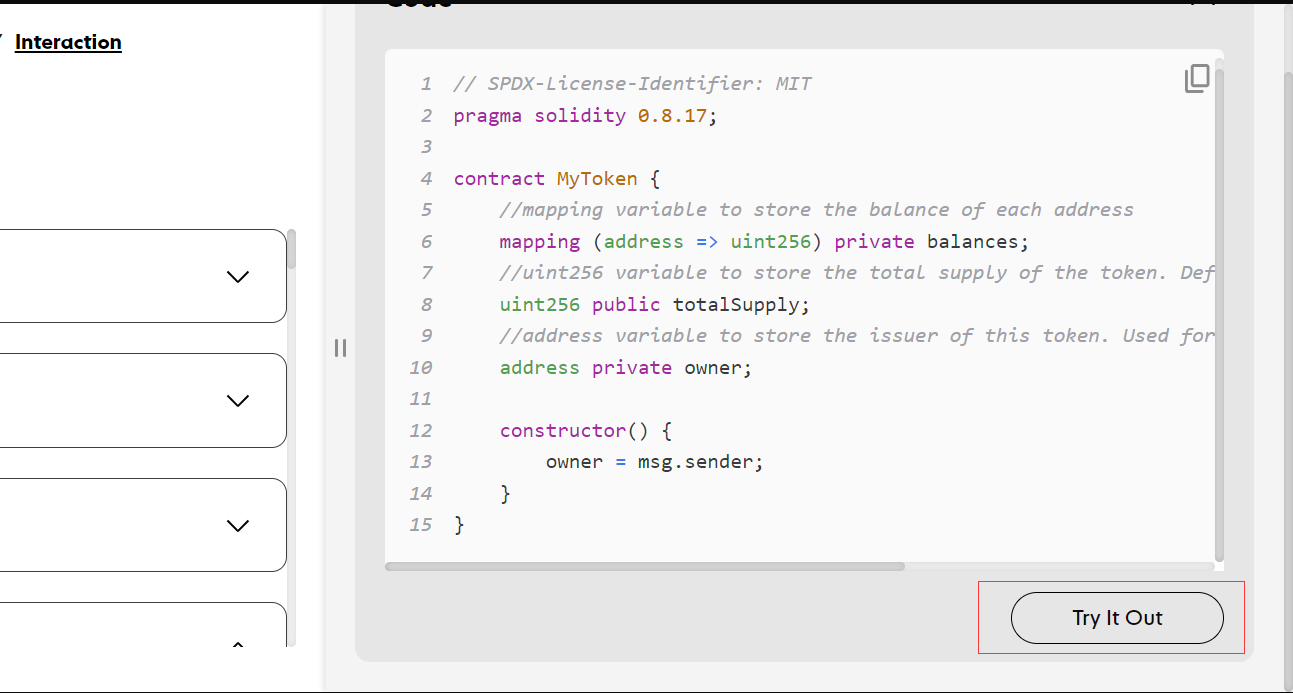 Interaction
1 // SPDX-License-Identifier: MIT
2 pragma solidity 0.8.17;
3
4 contract MyToken {
5     //mapping variable to store the balance of each address
6     mapping (address => uint256) private balances;
7     //uint256 variable to store the total supply of the token. Def
8     uint256 public totalSupply;
9     //address variable to store the issuer of this token. Used for
10     address private owner;
11
12     constructor() {
13         owner = msg.sender;
14     }
15 }
Try It Out